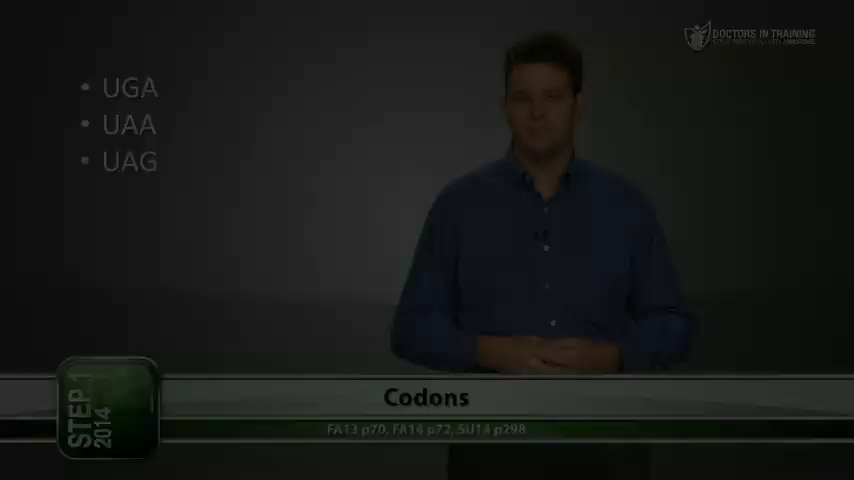 DOCTORS IN TRAINING
• UGA
• UAA
• UAG
STEP 1
2014
Codons
FA13 p70, FA14 p72, SU14 p298